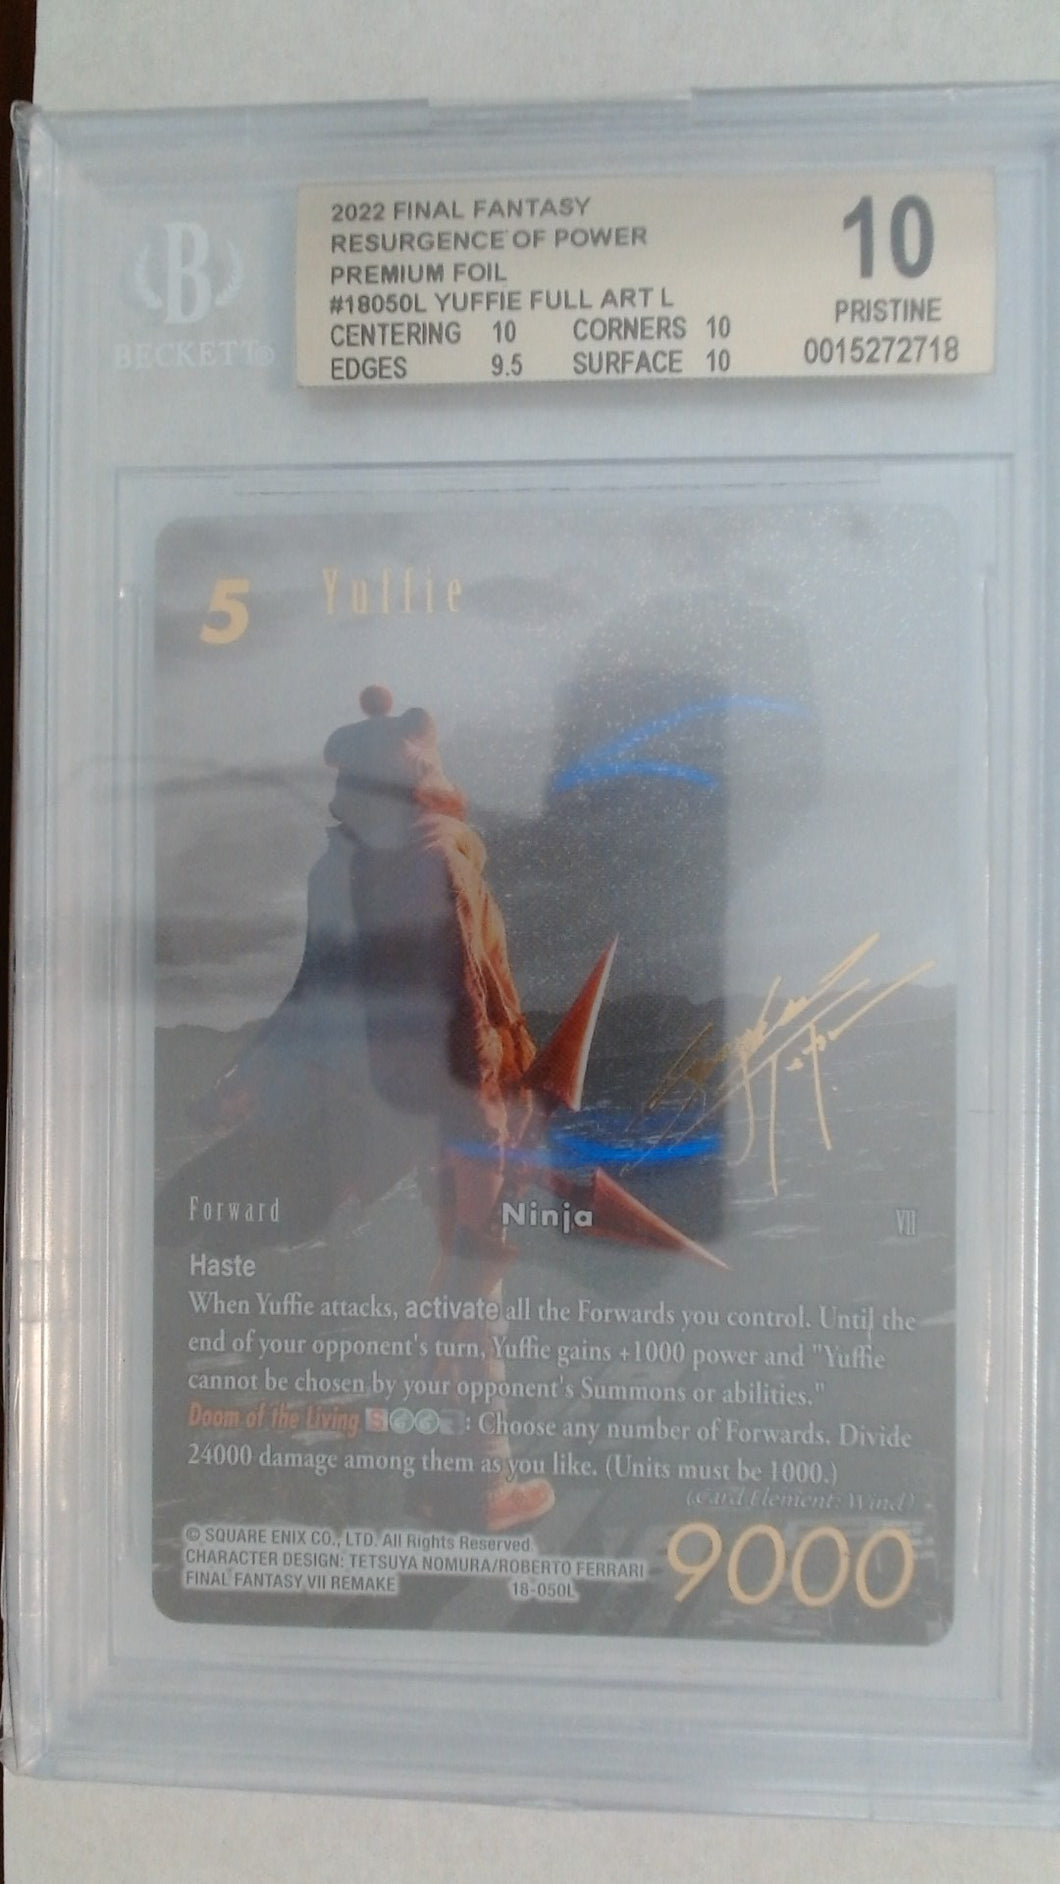 BECKETT®
2022 FINAL FANTASY
RESURGENCE OF POWER
PREMIUM FOIL
#18050L YUFFIE FULL ART L
CENTERING 10 CORNERS 10
EDGES 9.5 SURFACE 10
10
PRISTINE
0015272718
5 Yuffie
Forward Ninja VII
Haste
When Yuffie attacks, activate all the Forwards you control. Until the
end of your opponent's turn, Yuffie gains +1000 power and "Yuffie
cannot be chosen by your opponent's Summons or abilities."
Doom of the Living S : Choose any number of Forwards. Divide
24000 damage among them as you like. (Units must be 1000.)
(Card Element: Wind)
© SQUARE ENIX CO., LTD. All Rights Reserved.
CHARACTER DESIGN: TETSUYA NOMURA/ROBERTO FERRARI
FINAL FANTASY VII REMAKE 18-050L
9000